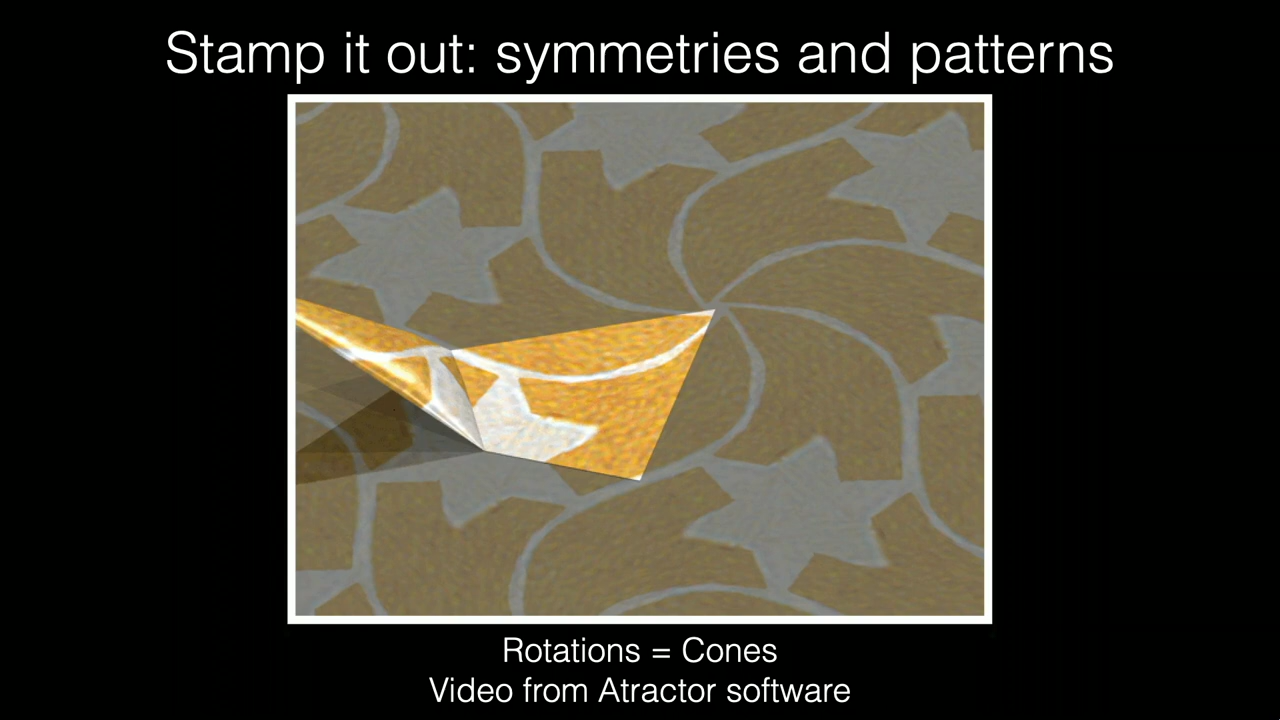 Stamp it out: symmetries and patterns
Rotations = Cones
Video from Atractor software